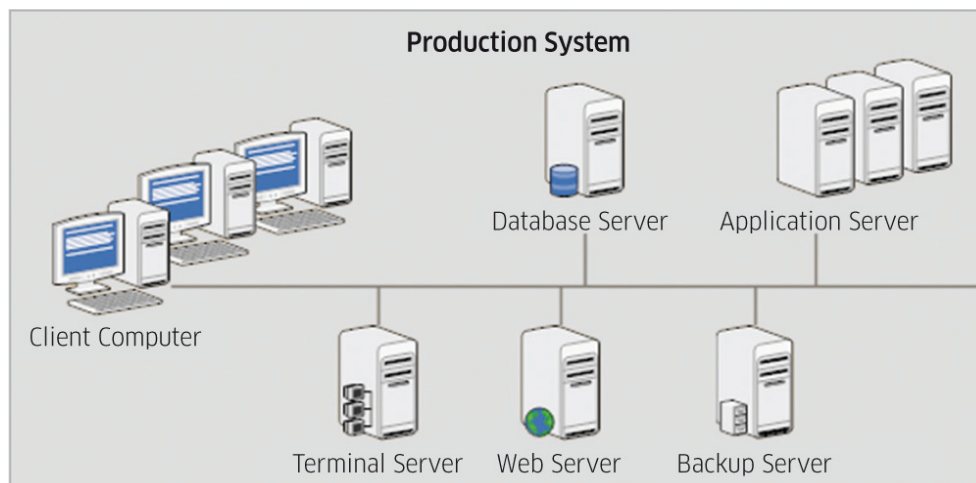 Production System
Database Server
Application Server
Client Computer
Terminal Server
Web Server
Backup Server